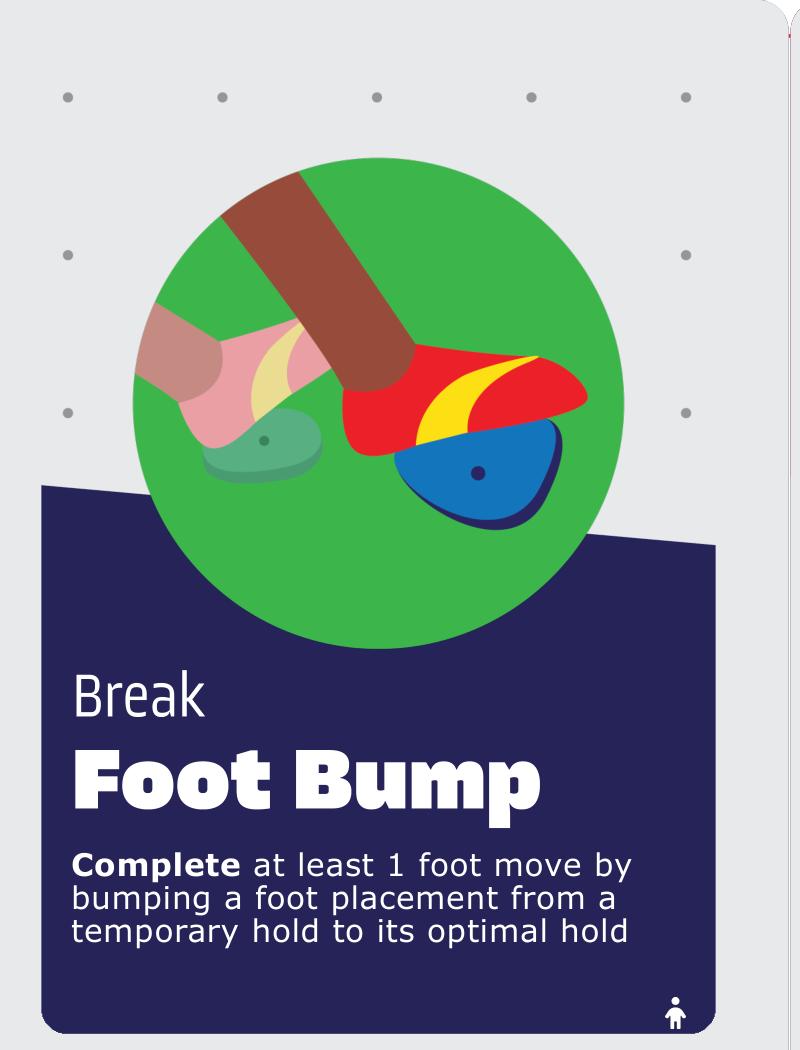 Break
Foot Bump
Complete at least 1 foot move by
bumping a foot placement from a
temporary hold to its optimal hold